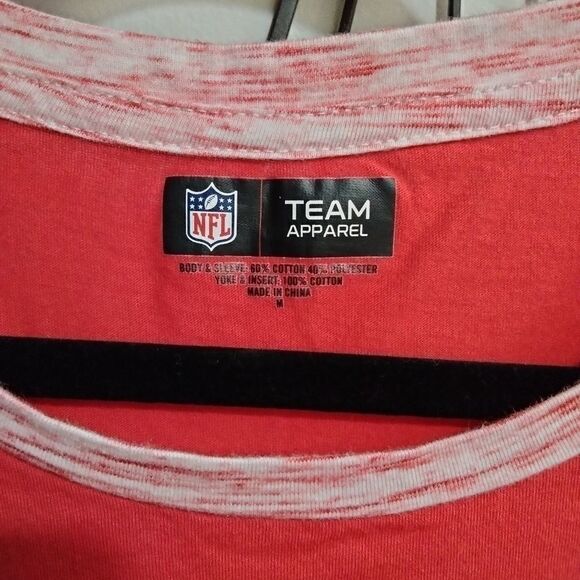 NFL
TEAM
APPAREL
BODY & SLEEVE: 60% COTTON 40% POLYESTER
YOKE & INSERT: 100% COTTON
MADE IN CHINA
M